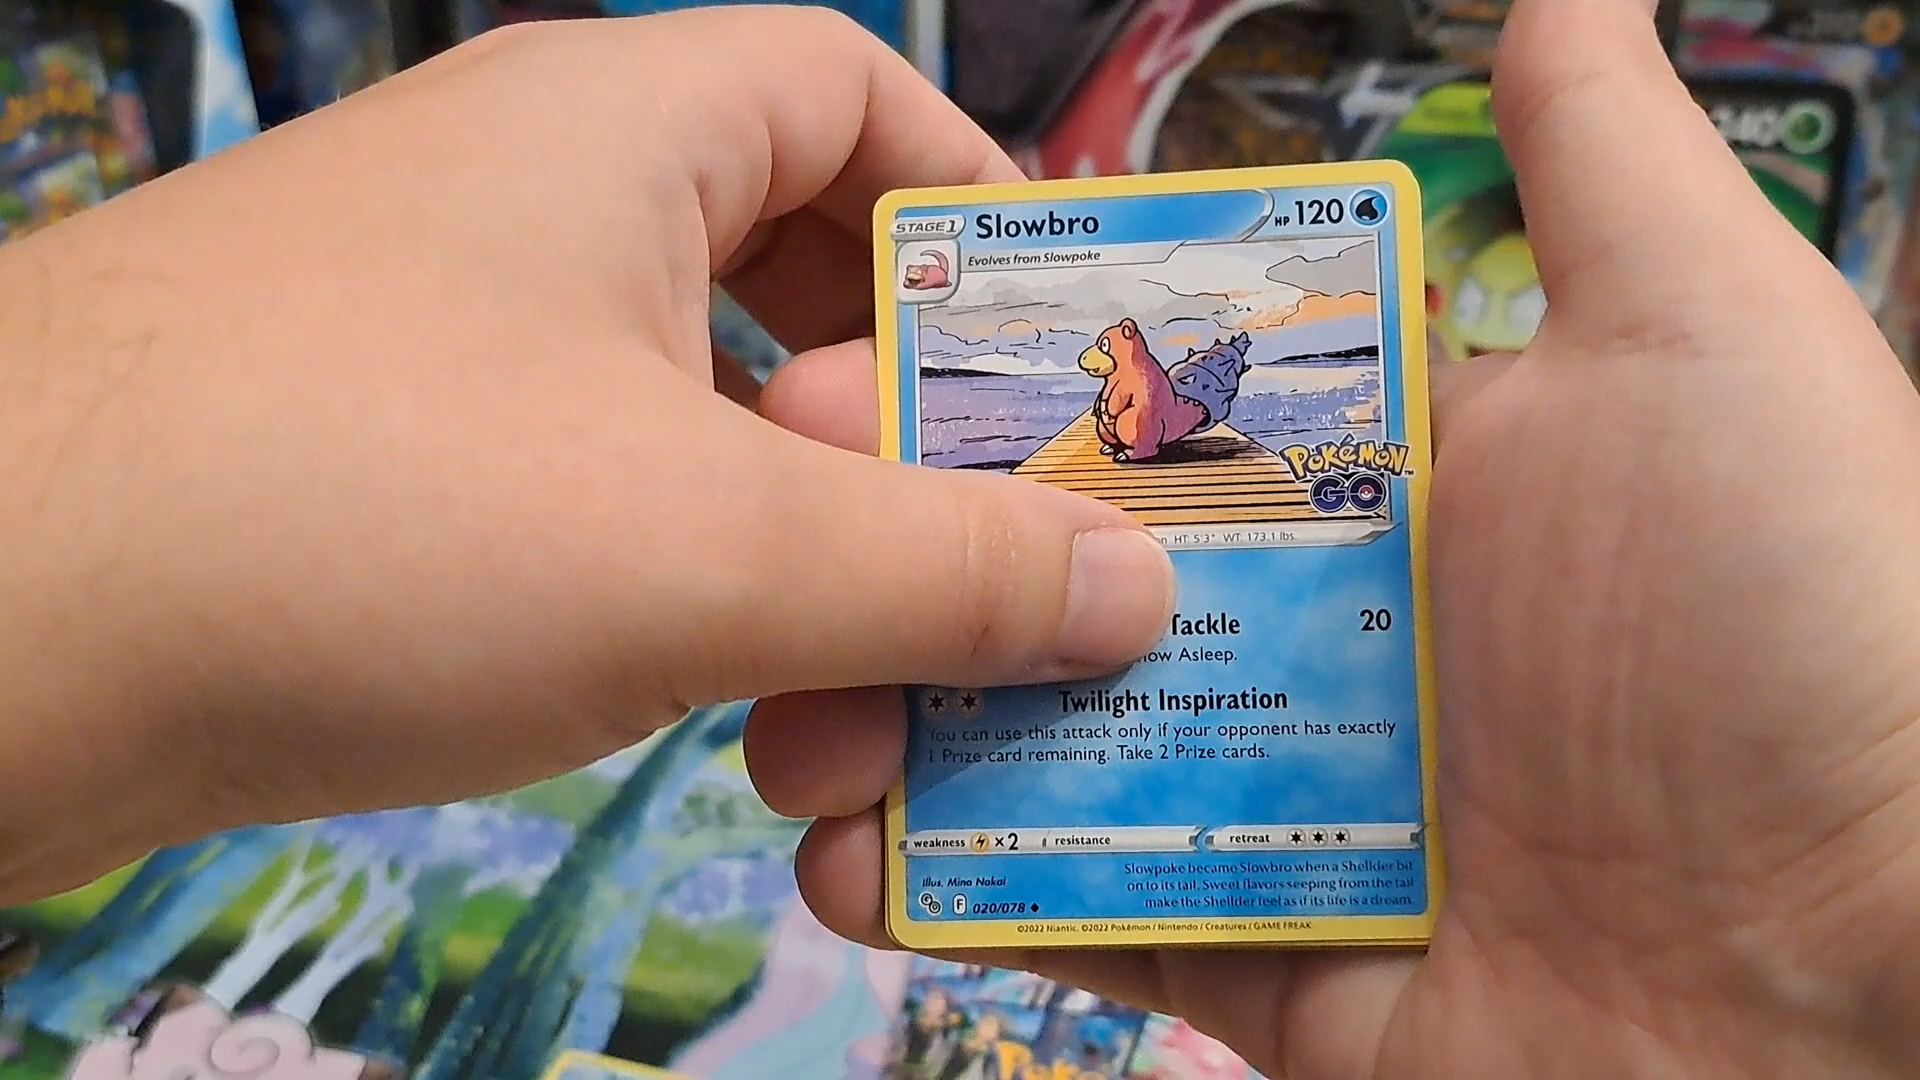 STAGE1
Slowbro
HP 120
Evolves from Slowpoke
POKÉMON™
GO
HT: 5'3" WT: 173.1 lbs.
Tackle 20
Asleep.
Twilight Inspiration
You can use this attack only if your opponent has exactly
1 Prize card remaining. Take 2 Prize cards.
weakness ×2 resistance retreat
Illus. Mina Nakai
Slowpoke became Slowbro when a Shellder bit
on to its tail. Sweet flavors seeping from the tail
make the Shellder feel as if its life is a dream.
F 020/078
©2022 Niantic. ©2022 Pokémon / Nintendo / Creatures / GAME FREAK.